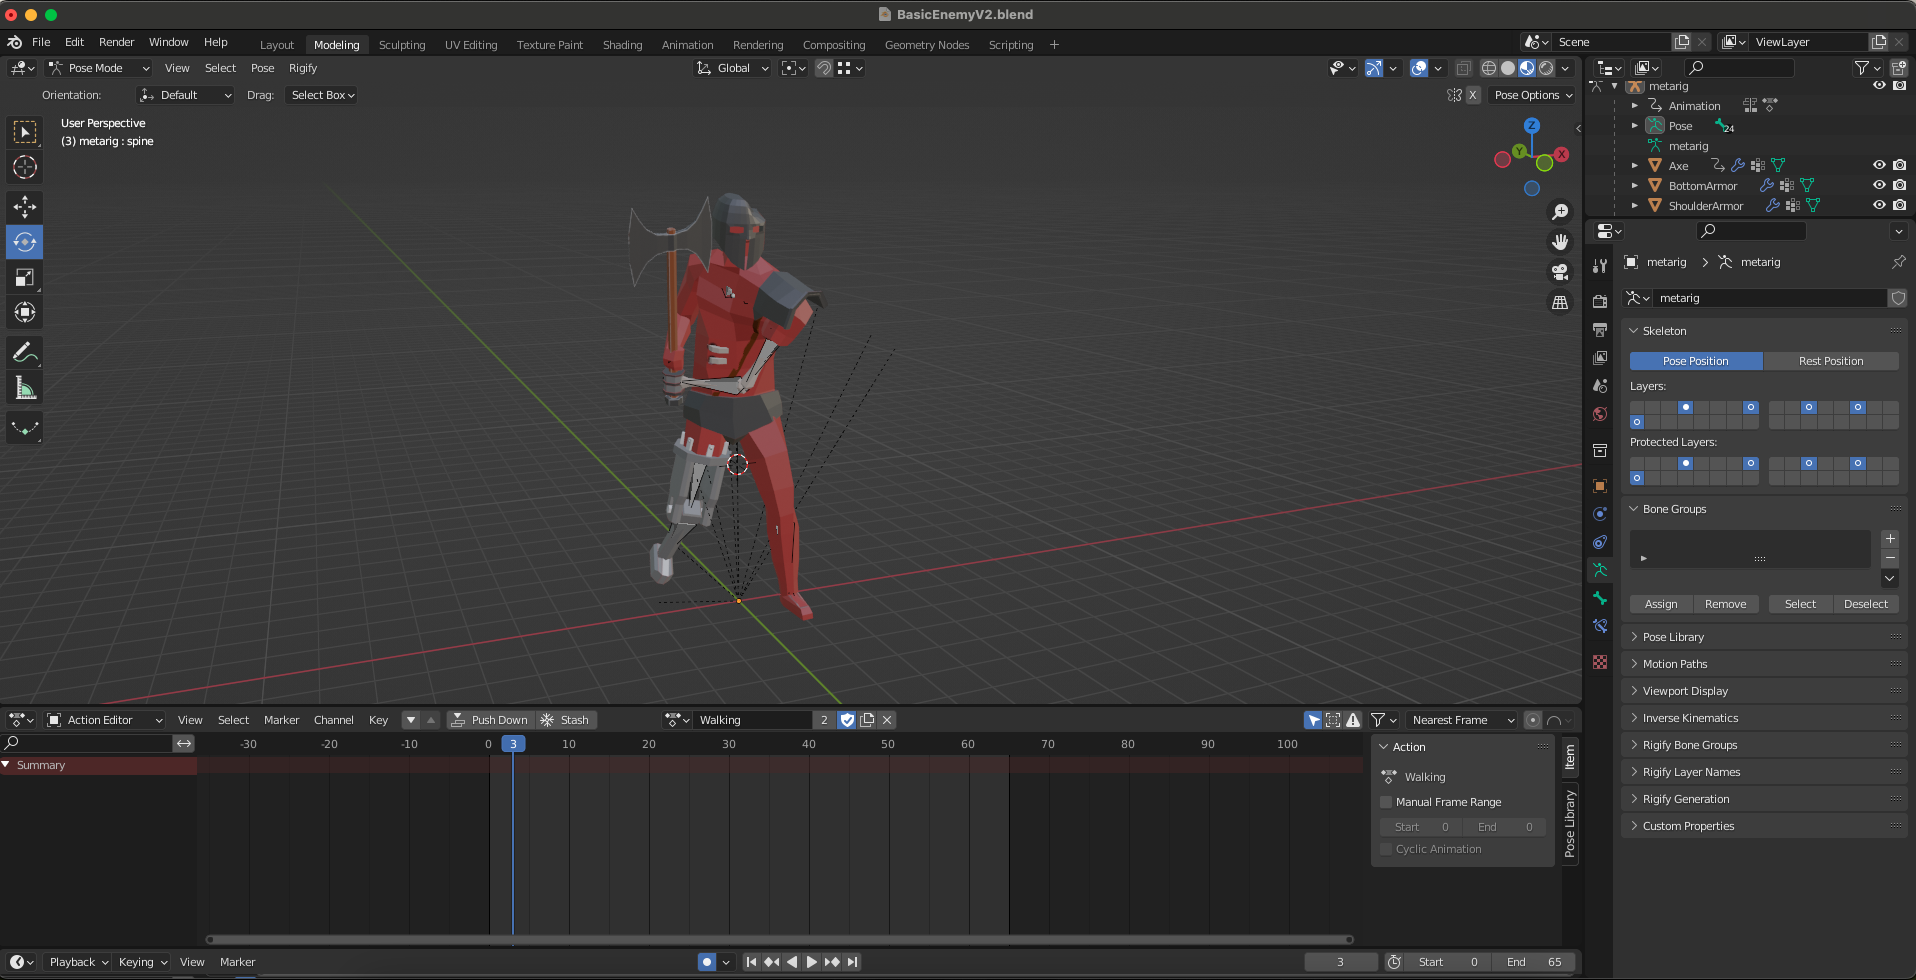 BasicEnemyV2.blend
File Edit Render Window Help Layout Modeling Sculpting UV Editing Texture Paint Shading Animation Rendering Compositing Geometry Nodes Scripting + Scene ViewLayer
Pose Mode View Select Pose Rigify Global
Orientation: Default Drag: Select Box X Pose Options
User Perspective
(3) metarig : spine
Z
Y
X
metarig
Animation
Pose 24
metarig
Axe
BottomArmor
ShoulderArmor
metarig > metarig
metarig
Skeleton
Pose Position Rest Position
Layers:
Protected Layers:
Bone Groups
Assign Remove Select Deselect
Pose Library
Motion Paths
Viewport Display
Inverse Kinematics
Rigify Bone Groups
Rigify Layer Names
Rigify Generation
Custom Properties
Action Editor View Select Marker Channel Key Push Down Stash Walking 2 Nearest Frame
-30 -20 -10 0 3 10 20 30 40 50 60 70 80 90 100
Summary
Action
Walking
Manual Frame Range
Start 0 End 0
Cyclic Animation
Item
Pose Library
Playback Keying View Marker 3 Start 0 End 65